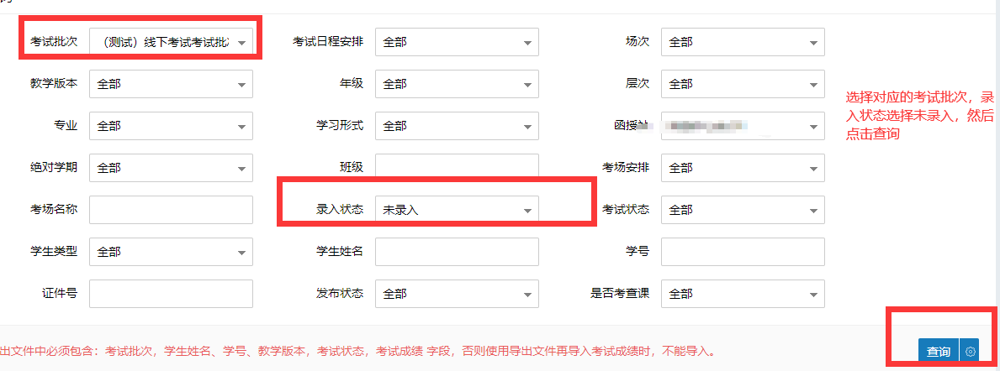 考试批次 （测试）线下考试考试批 考试日程安排 全部 场次 全部
教学版本 全部 年级 全部 层次 全部
选择对应的考试批次，录
入状态选择未录入，然后
点击查询
专业 全部 学习形式 全部 函授
绝对学期 全部 班级 考场安排 全部
考场名称 录入状态 未录入 考试状态 全部
学生类型 全部 学生姓名 学号
证件号 发布状态 全部 是否考查课 全部
出文件中必须包含：考试批次，学生姓名、学号、教学版本，考试状态，考试成绩 字段，否则使用导出文件再导入考试成绩时，不能导入。 查询